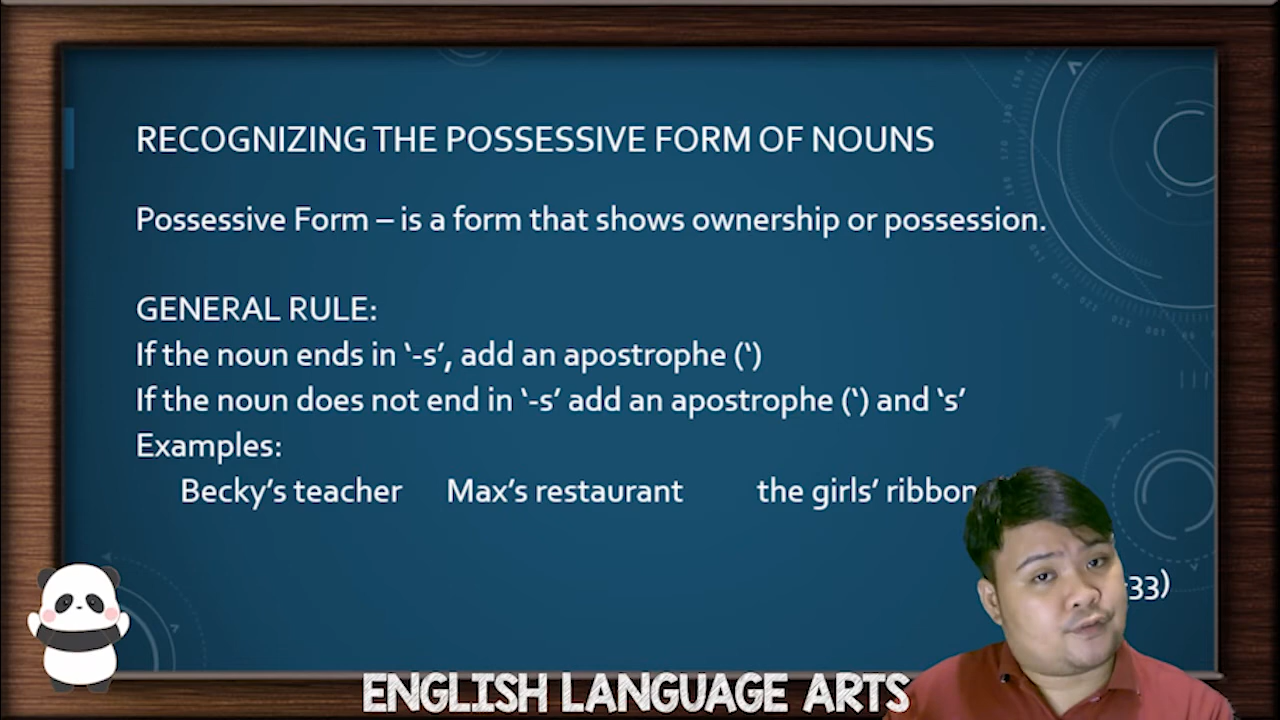 RECOGNIZING THE POSSESSIVE FORM OF NOUNS
Possessive Form – is a form that shows ownership or possession.
GENERAL RULE:
If the noun ends in ‘-s’, add an apostrophe (‘)
If the noun does not end in ‘-s’ add an apostrophe (‘) and ‘s’
Examples:
Becky’s teacher Max’s restaurant the girls’ ribbon
33)
ENGLISH LANGUAGE ARTS